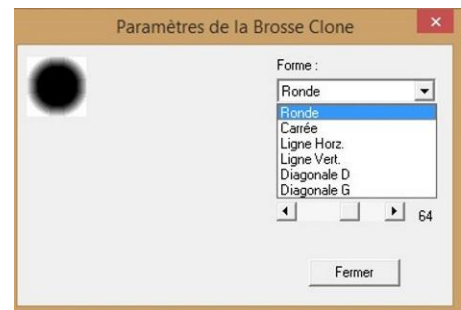 Paramètres de la Brosse Clone
Forme :
Ronde
Ronde
Carrée
Ligne Horz.
Ligne Vert.
Diagonale D
Diagonale G
64
Fermer